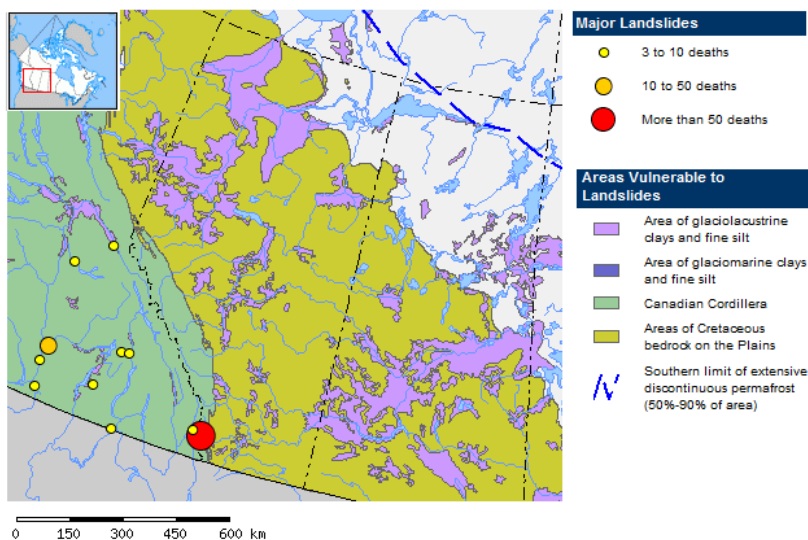 Major Landslides
3 to 10 deaths
10 to 50 deaths
More than 50 deaths
Areas Vulnerable to
Landslides
Area of glaciolacustrine
clays and fine silt
Area of glaciomarine clays
and fine silt
Canadian Cordillera
Areas of Cretaceous
bedrock on the Plains
Southern limit of extensive
discontinuous permafrost
(50%-90% of area)
0 150 300 450 600 km